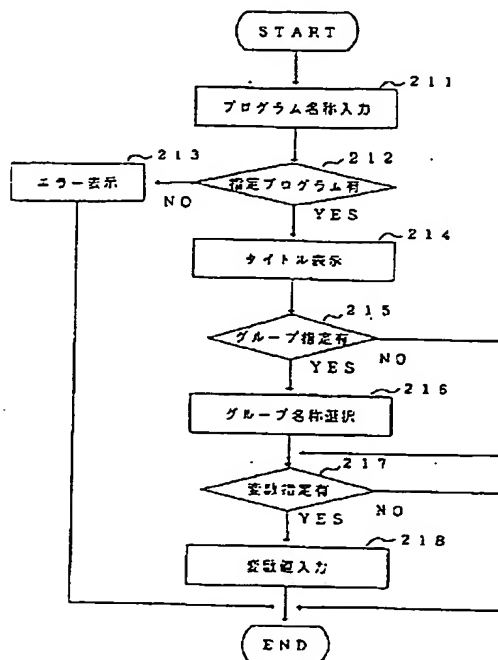 START
211
プログラム名称入力
213
212
エラー表示
指定プログラム有
NO
YES
214
タイトル表示
215
グループ指定有
YES
NO
216
グループ名称選択
217
変数指定有
YES
NO
218
変数値入力
END